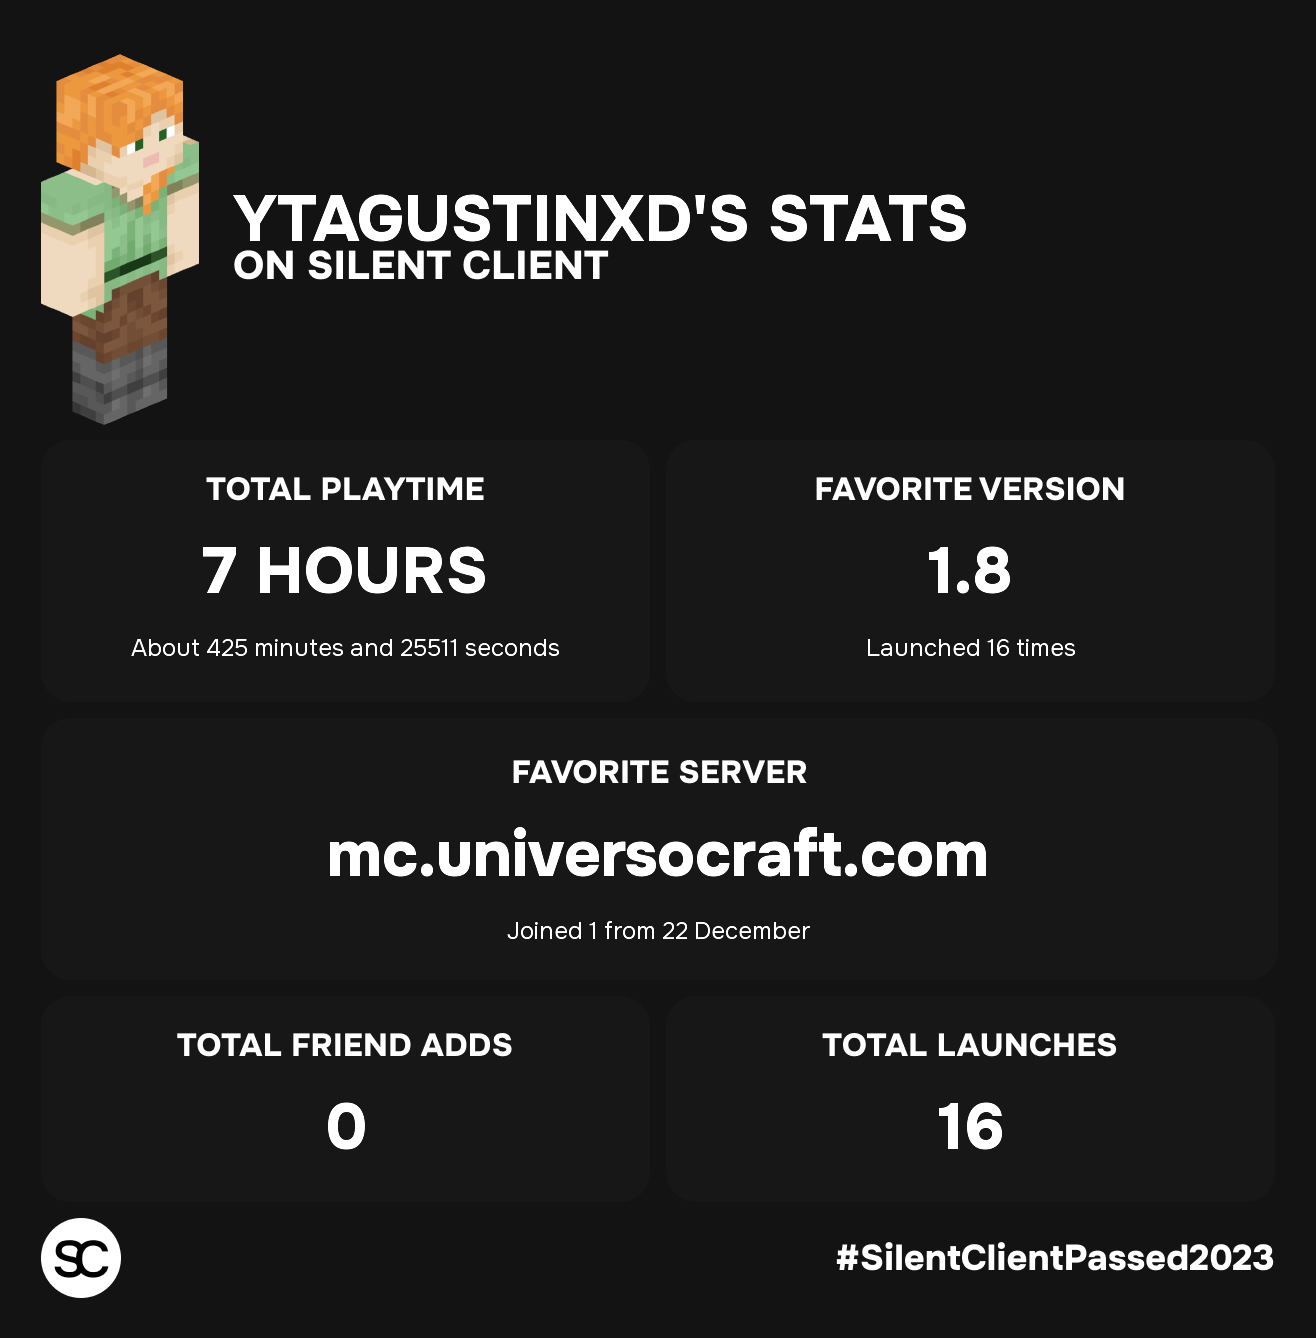 YTAGUSTINXD'S STATS
ON SILENT CLIENT
TOTAL PLAYTIME
7 HOURS
About 425 minutes and 25511 seconds
FAVORITE VERSION
1.8
Launched 16 times
FAVORITE SERVER
mc.universocraft.com
Joined 1 from 22 December
TOTAL FRIEND ADDS
0
TOTAL LAUNCHES
16
SC
#SilentClientPassed2023